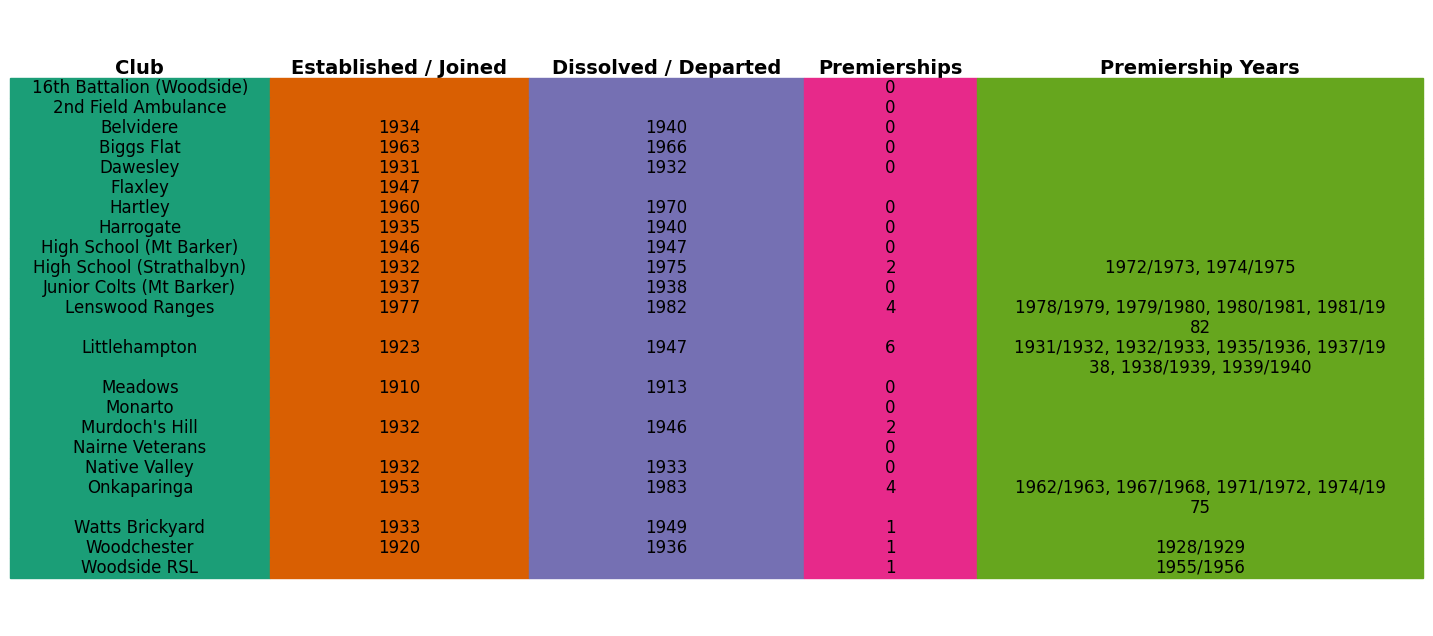 Club Established / Joined Dissolved / Departed Premierships Premiership Years
16th Battalion (Woodside) 0
2nd Field Ambulance 0
Belvidere 1934 1940 0
Biggs Flat 1963 1966 0
Dawesley 1931 1932 0
Flaxley 1947
Hartley 1960 1970 0
Harrogate 1935 1940 0
High School (Mt Barker) 1946 1947 0
High School (Strathalbyn) 1932 1975 2 1972/1973, 1974/1975
Junior Colts (Mt Barker) 1937 1938 0
Lenswood Ranges 1977 1982 4 1978/1979, 1979/1980, 1980/1981, 1981/19
82
Littlehampton 1923 1947 6 1931/1932, 1932/1933, 1935/1936, 1937/19
38, 1938/1939, 1939/1940
Meadows 1910 1913 0
Monarto 0
Murdoch's Hill 1932 1946 2
Nairne Veterans 0
Native Valley 1932 1933 0
Onkaparinga 1953 1983 4 1962/1963, 1967/1968, 1971/1972, 1974/19
75
Watts Brickyard 1933 1949 1
Woodchester 1920 1936 1 1928/1929
Woodside RSL 1 1955/1956